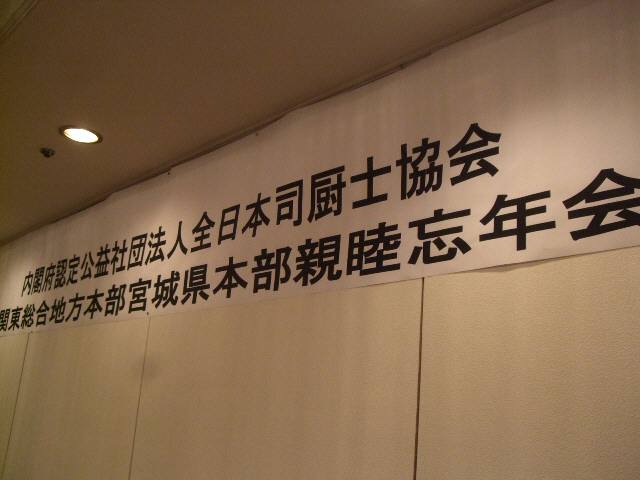 内閣府認定公益社団法人全日本司厨士協会
関東総合地方本部宮城県本部親睦忘年会